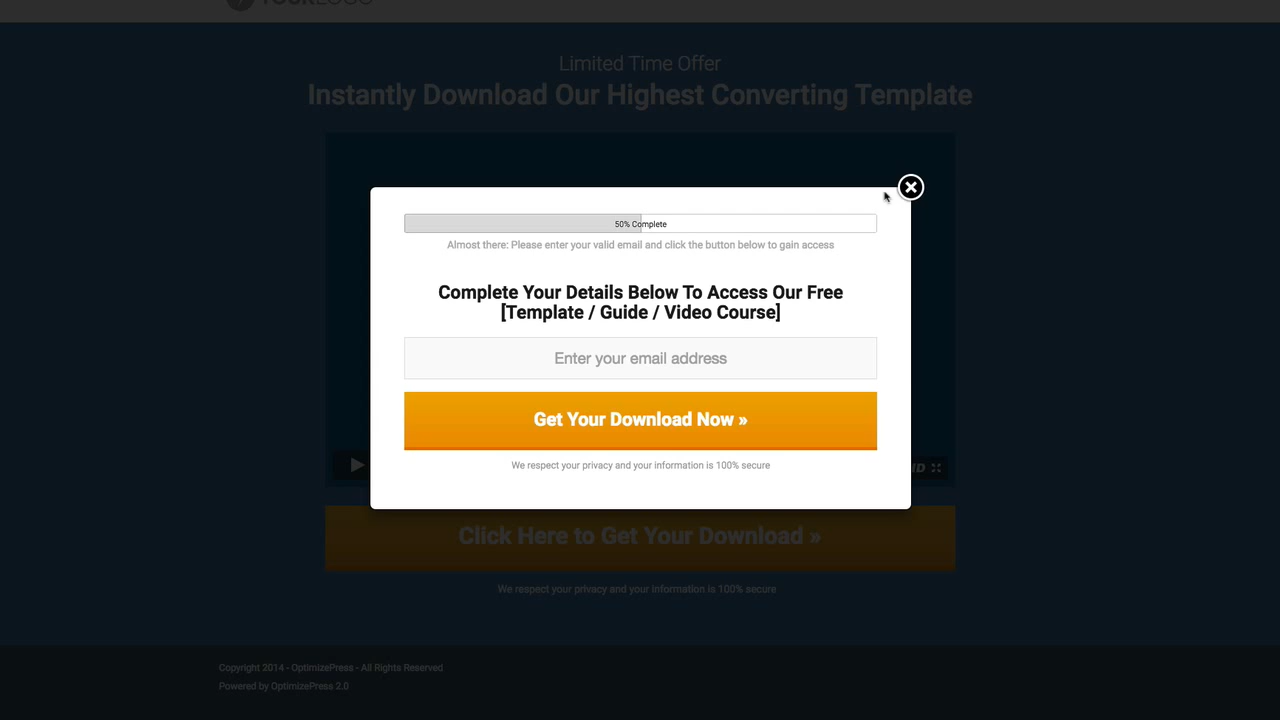 YOURLOGO
Limited Time Offer
Instantly Download Our Highest Converting Template
50% Complete
Almost there: Please enter your valid email and click the button below to gain access
Complete Your Details Below To Access Our Free
[Template / Guide / Video Course]
Enter your email address
Get Your Download Now »
We respect your privacy and your information is 100% secure
Click Here to Get Your Download »
We respect your privacy and your information is 100% secure
Copyright 2014 - OptimizePress - All Rights Reserved
Powered by OptimizePress 2.0